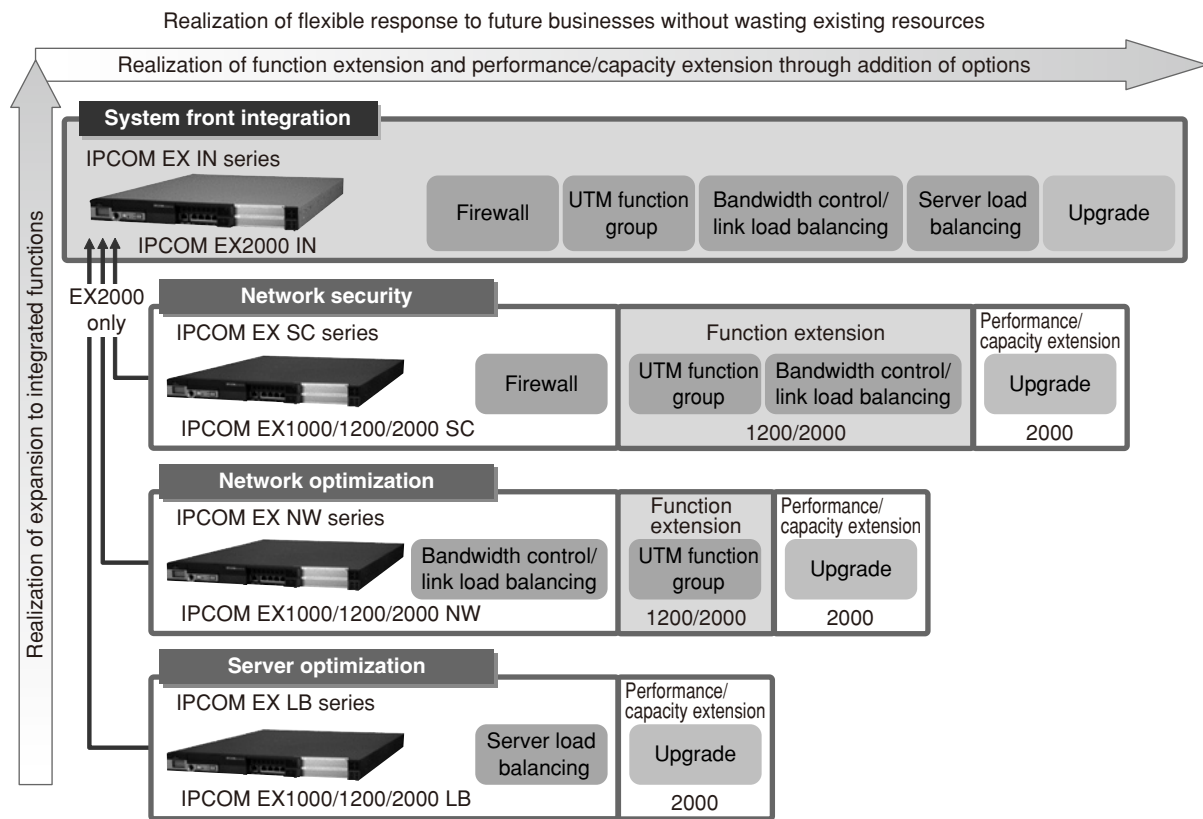 Realization of flexible response to future businesses without wasting existing resources
Realization of function extension and performance/capacity extension through addition of options
Realization of expansion to integrated functions
System front integration
IPCOM EX IN series
IPCOM EX2000 IN
Firewall
UTM function
group
Bandwidth control/
link load balancing
Server load
balancing
Upgrade
EX2000
only
Network security
IPCOM EX SC series
IPCOM EX1000/1200/2000 SC
Firewall
Function extension
UTM function
group
Bandwidth control/
link load balancing
1200/2000
Performance/
capacity extension
Upgrade
2000
Network optimization
IPCOM EX NW series
IPCOM EX1000/1200/2000 NW
Bandwidth control/
link load balancing
Function
extension
UTM function
group
1200/2000
Performance/
capacity extension
Upgrade
2000
Server optimization
IPCOM EX LB series
IPCOM EX1000/1200/2000 LB
Server load
balancing
Performance/
capacity extension
Upgrade
2000